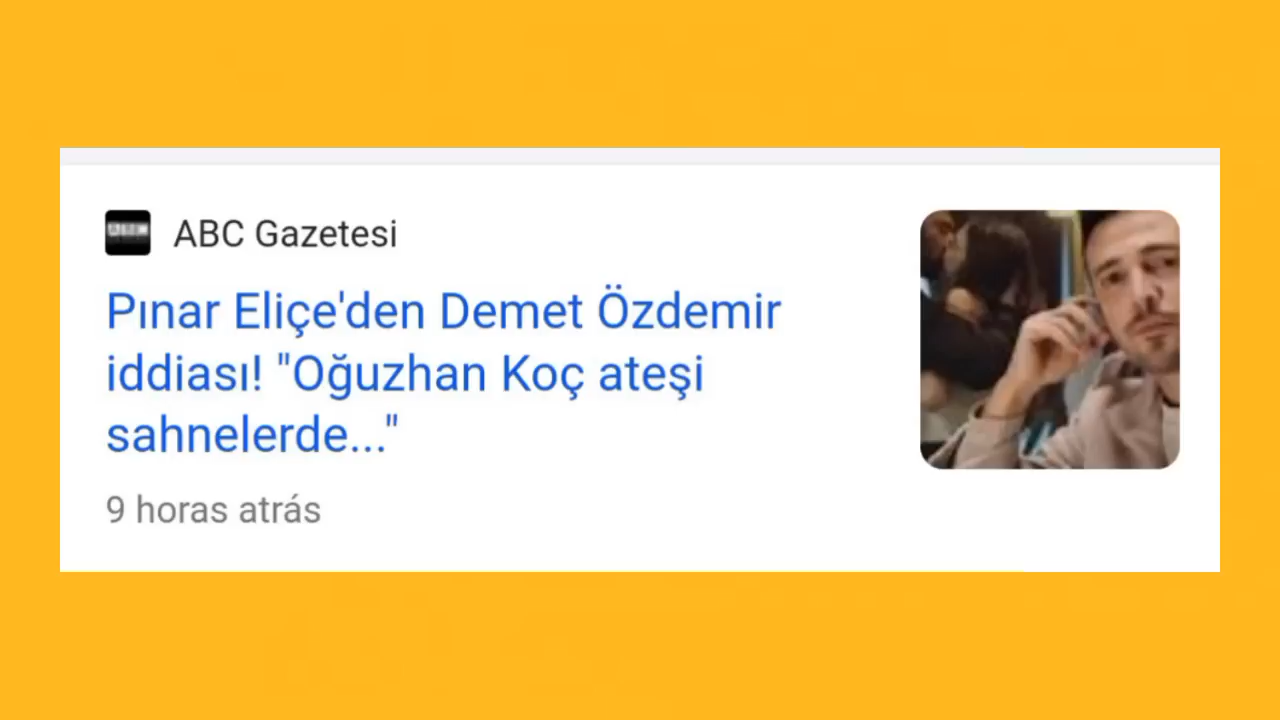 ABC Gazetesi
Pınar Eliçe'den Demet Özdemir
iddiası! "Oğuzhan Koç ateşi
sahnelerde..."
9 horas atrás